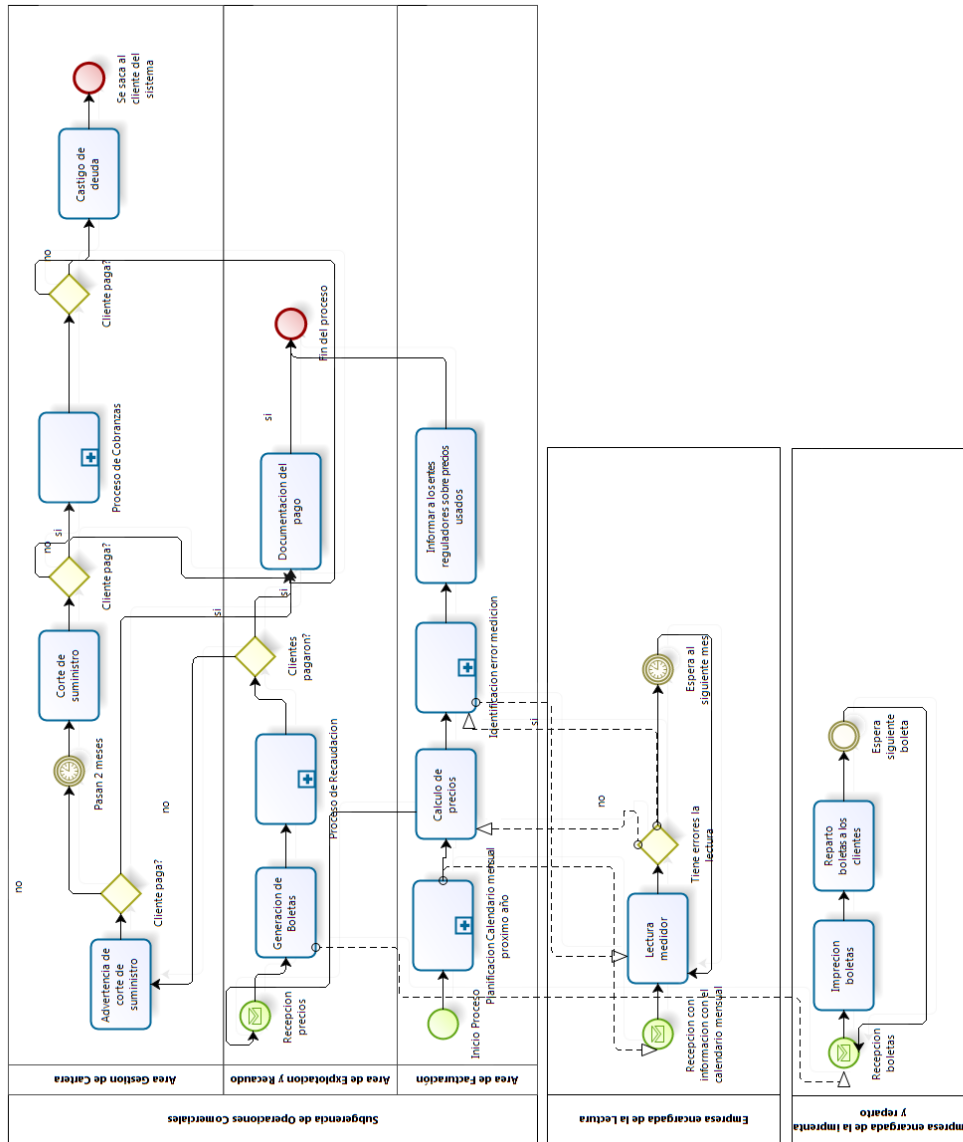 Se saca al
cliente del
sistema
Castigo de
deuda
no
Cliente paga?
Proceso de Cobranzas
si
no
Cliente paga?
Corte de
suministro
Pasan 2 meses
no
Cliente paga?
Advertencia de
corte de
suministro
Area Gestion de Cartera
Fin del proceso
si
Documentacion del
pago
si
si
Clientes
pagaron?
no
Proceso de Recaudacion
Generacion de
Boletas
Recepcion
precios
Area de Explotacion y Recaudo
Informar a los entes
reguladores sobre precios
usados
Identificacion error medicion
Calculo de
precios
Planificacion Calendario mensual
proximo año
Inicio Proceso
Area de Facturación
Subgerencia de Operaciones Comerciales
si
no
Espera al
siguiente mes
Tiene errores la
lectura
Lectura
medidor
Recepcion con
informacion con el
calendario mensual
Empresa encargada de la Lectura
Espera
siguiente
boleta
Reparto
boletas a los
clientes
Imprecion
boletas
Recepcion
boletas
encargada de la Imprenta
y reparto